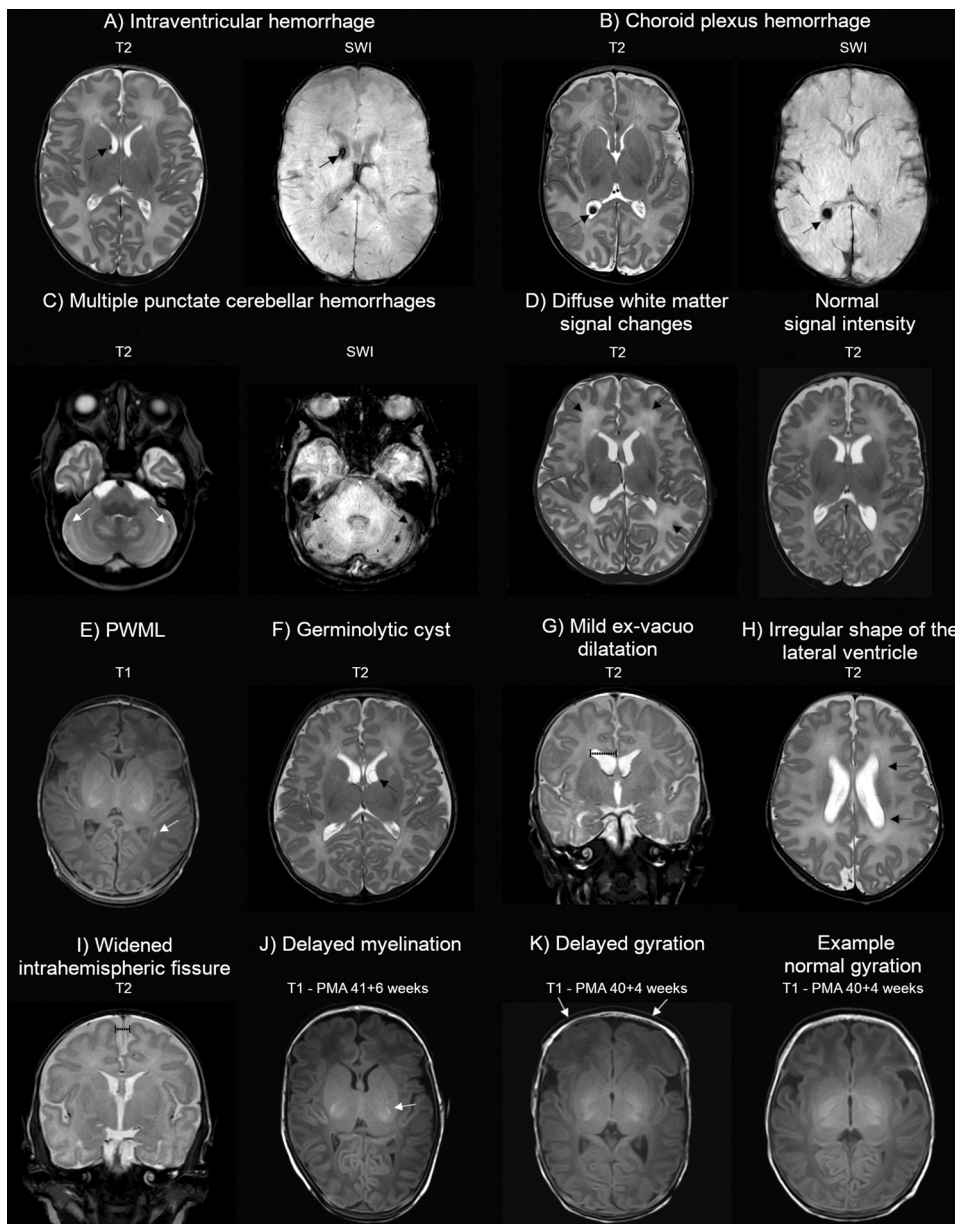 A) Intraventricular hemorrhage
T2
SWI
B) Choroid plexus hemorrhage
T2
SWI
C) Multiple punctate cerebellar hemorrhages
T2
SWI
D) Diffuse white matter
signal changes
T2
Normal
signal intensity
T2
E) PWML
T1
F) Germinolytic cyst
T2
G) Mild ex-vacuo
dilatation
T2
H) Irregular shape of the
lateral ventricle
T2
I) Widened
intrahemispheric fissure
T2
J) Delayed myelination
T1 - PMA 41+6 weeks
K) Delayed gyration
T1 - PMA 40+4 weeks
Example
normal gyration
T1 - PMA 40+4 weeks